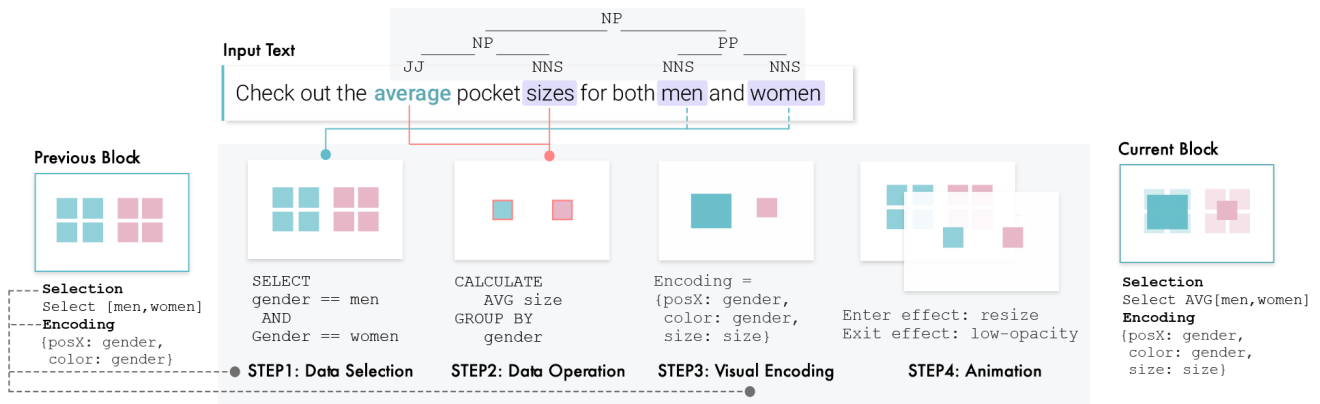 NP
NP PP
JJ NNS NNS NNS
Input Text
Check out the average pocket sizes for both men and women
Previous Block
Selection
Select [men,women]
Encoding
{posX: gender,
color: gender}
SELECT
gender == men
AND
Gender == women
STEP1: Data Selection
CALCULATE
AVG size
GROUP BY
gender
STEP2: Data Operation
Encoding =
{posX: gender,
color: gender,
size: size}
STEP3: Visual Encoding
Enter effect: resize
Exit effect: low-opacity
STEP4: Animation
Current Block
Selection
Select AVG[men,women]
Encoding
{posX: gender,
color: gender,
size: size}